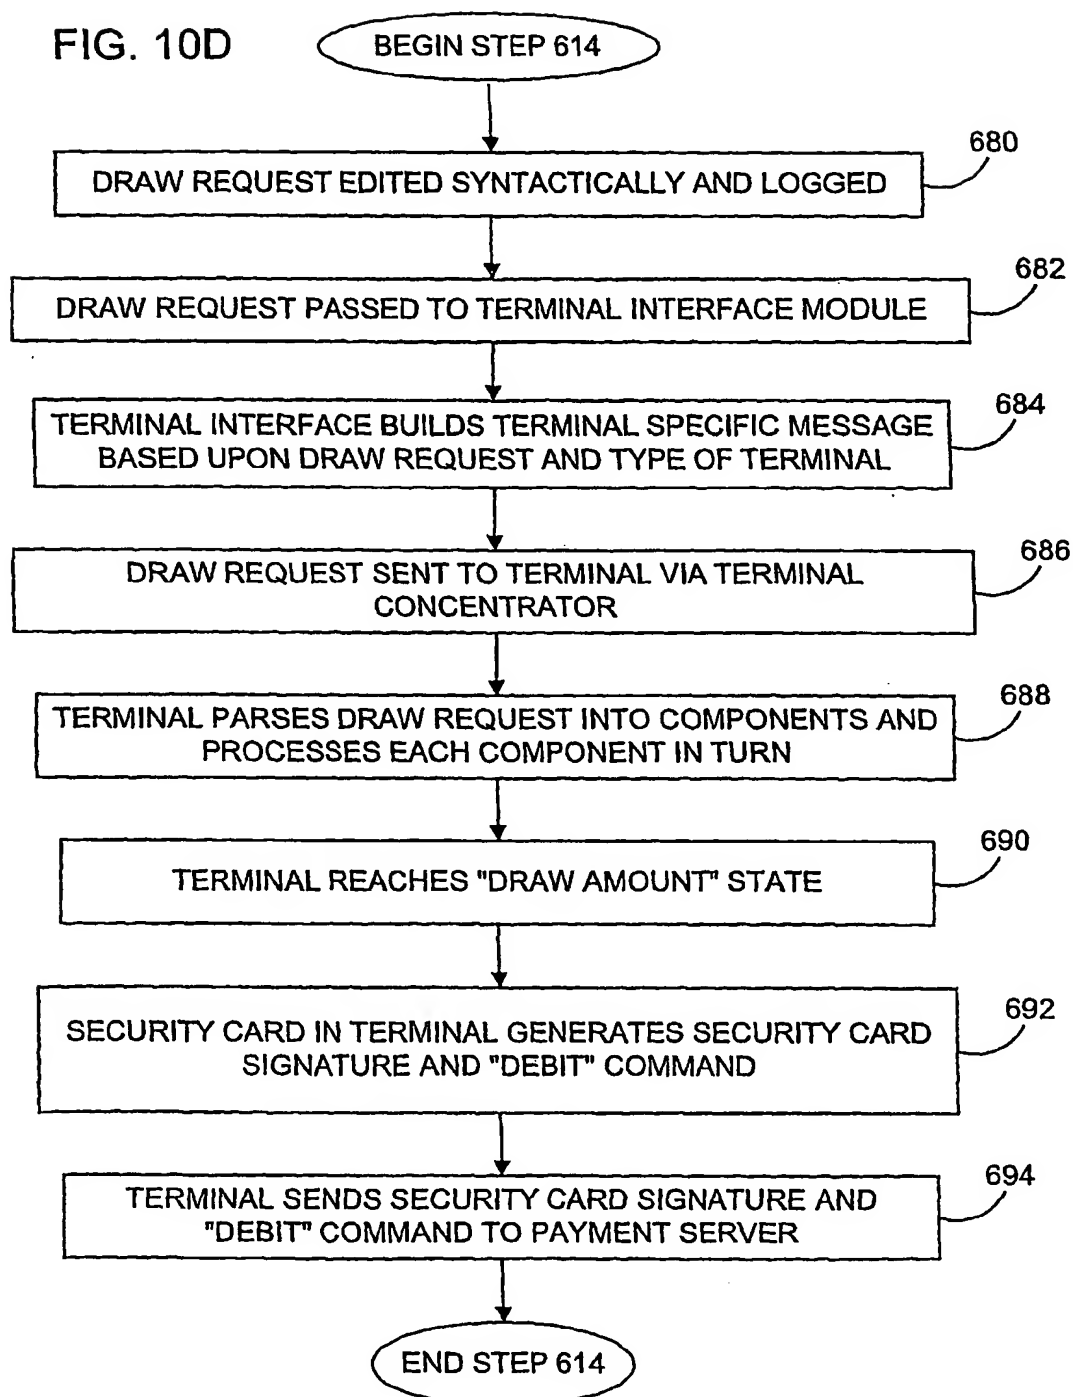 FIG. 10D
BEGIN STEP 614
680
DRAW REQUEST EDITED SYNTACTICALLY AND LOGGED
682
DRAW REQUEST PASSED TO TERMINAL INTERFACE MODULE
684
TERMINAL INTERFACE BUILDS TERMINAL SPECIFIC MESSAGE
BASED UPON DRAW REQUEST AND TYPE OF TERMINAL
686
DRAW REQUEST SENT TO TERMINAL VIA TERMINAL
CONCENTRATOR
688
TERMINAL PARSES DRAW REQUEST INTO COMPONENTS AND
PROCESSES EACH COMPONENT IN TURN
690
TERMINAL REACHES "DRAW AMOUNT" STATE
692
SECURITY CARD IN TERMINAL GENERATES SECURITY CARD
SIGNATURE AND "DEBIT" COMMAND
694
TERMINAL SENDS SECURITY CARD SIGNATURE AND
"DEBIT" COMMAND TO PAYMENT SERVER
END STEP 614